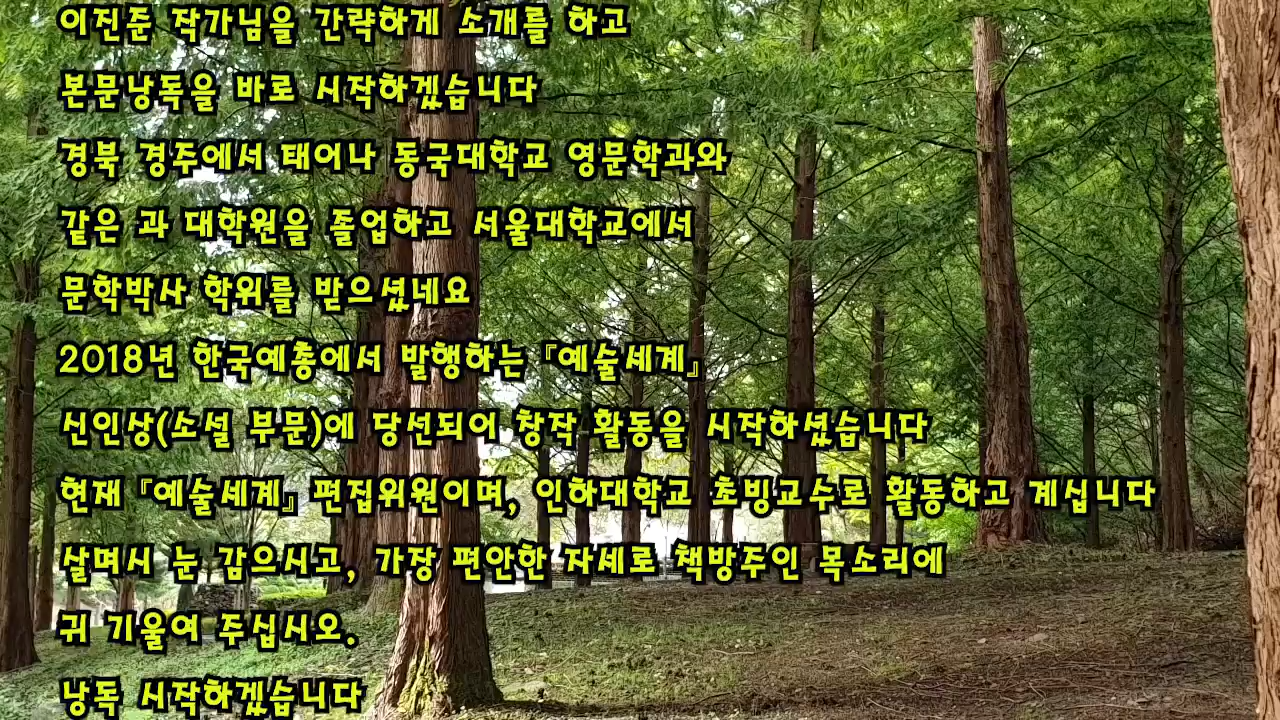 이진준 작가님을 간략하게 소개를 하고
본문낭독을 바로 시작하겠습니다
경북 경주에서 태어나 동국대학교 영문학과와
같은 과 대학원을 졸업하고 서울대학교에서
문학박사 학위를 받으셨네요
2018년 한국예총에서 발행하는 『예술세계』
신인상(소설 부문)에 당선되어 창작 활동을 시작하셨습니다
현재 『예술세계』 편집위원이며, 인하대학교 초빙교수로 활동하고 계십니다
살며시 눈 감으시고, 가장 편안한 자세로 책방주인 목소리에
귀 기울여 주십시오.
낭독 시작하겠습니다